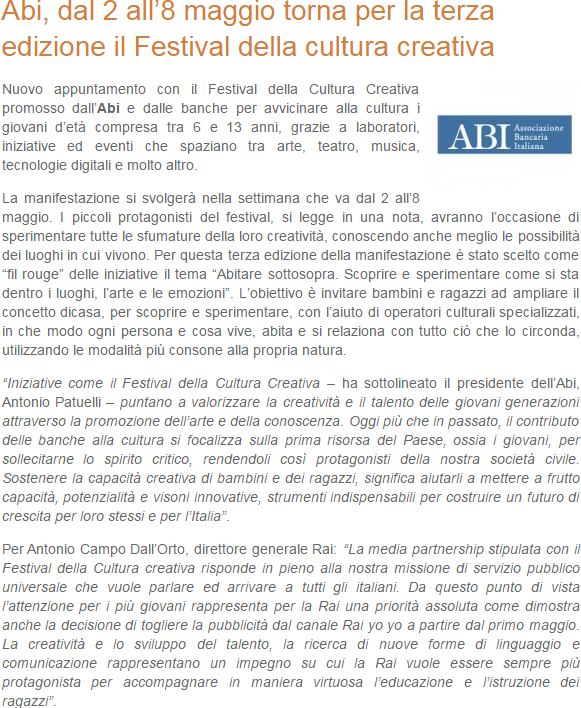 Abi, dal 2 all’8 maggio torna per la terza
edizione il Festival della cultura creativa
Nuovo appuntamento con il Festival della Cultura Creativa
promosso dall’Abi e dalle banche per avvicinare alla cultura i
giovani d’età compresa tra 6 e 13 anni, grazie a laboratori,
iniziative ed eventi che spaziano tra arte, teatro, musica,
tecnologie digitali e molto altro.
ABI Associazione
Bancaria
Italiana
La manifestazione si svolgerà nella settimana che va dal 2 all’8
maggio. I piccoli protagonisti del festival, si legge in una nota, avranno l’occasione di
sperimentare tutte le sfumature della loro creatività, conoscendo anche meglio le possibilità
dei luoghi in cui vivono. Per questa terza edizione della manifestazione è stato scelto come
“fil rouge” delle iniziative il tema “Abitare sottosopra. Scoprire e sperimentare come si sta
dentro i luoghi, l’arte e le emozioni”. L’obiettivo è invitare bambini e ragazzi ad ampliare il
concetto dicasa, per scoprire e sperimentare, con l’aiuto di operatori culturali specializzati,
in che modo ogni persona e cosa vive, abita e si relaziona con tutto ciò che lo circonda,
utilizzando le modalità più consone alla propria natura.
“Iniziative come il Festival della Cultura Creativa – ha sottolineato il presidente dell’Abi,
Antonio Patuelli – puntano a valorizzare la creatività e il talento delle giovani generazioni
attraverso la promozione dell’arte e della conoscenza. Oggi più che in passato, il contributo
delle banche alla cultura si focalizza sulla prima risorsa del Paese, ossia i giovani, per
sollecitarne lo spirito critico, rendendoli così protagonisti della nostra società civile.
Sostenere la capacità creativa di bambini e dei ragazzi, significa aiutarli a mettere a frutto
capacità, potenzialità e visoni innovative, strumenti indispensabili per costruire un futuro di
crescita per loro stessi e per l’Italia”.
Per Antonio Campo Dall’Orto, direttore generale Rai: “La media partnership stipulata con il
Festival della Cultura creativa risponde in pieno alla nostra missione di servizio pubblico
universale che vuole parlare ed arrivare a tutti gli italiani. Da questo punto di vista
l’attenzione per i più giovani rappresenta per la Rai una priorità assoluta come dimostra
anche la decisione di togliere la pubblicità dal canale Rai yo yo a partire dal primo maggio.
La creatività e lo sviluppo del talento, la ricerca di nuove forme di linguaggio e
comunicazione rappresentano un impegno su cui la Rai vuole essere sempre più
protagonista per accompagnare in maniera virtuosa l’educazione e l’istruzione dei
ragazzi”.